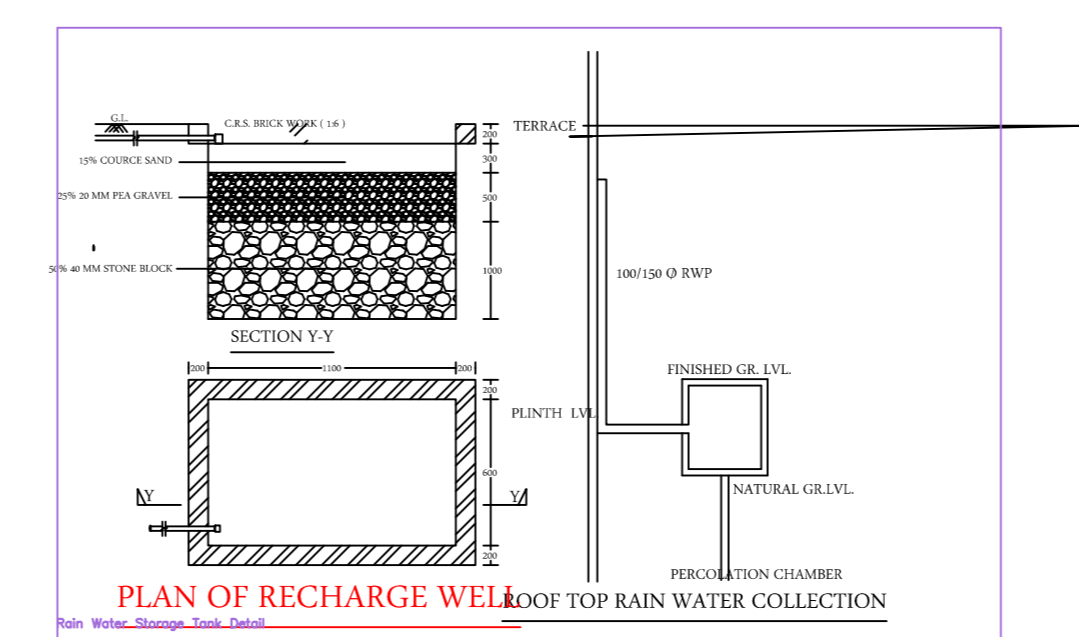 G.L.
C.R.S. BRICK WORK ( 1:6 )
200
TERRACE
15% COURCE SAND
300
25% 20 MM PEA GRAVEL
500
50% 40 MM STONE BLOCK
1000
100/150 Ø RWP
SECTION Y-Y
200 1100 200
FINISHED GR. LVL.
200
PLINTH LVL
600
Y Y
NATURAL GR.LVL.
200
PERCOLATION CHAMBER
PLAN OF RECHARGE WELL
ROOF TOP RAIN WATER COLLECTION
Rain Water Storage Tank Detail